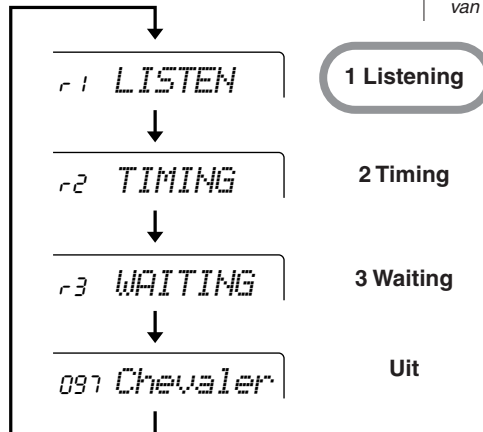 van
r1 LISTEN
1 Listening
r2 TIMING
2 Timing
r3 WAITING
3 Waiting
097 Chevaler
Uit